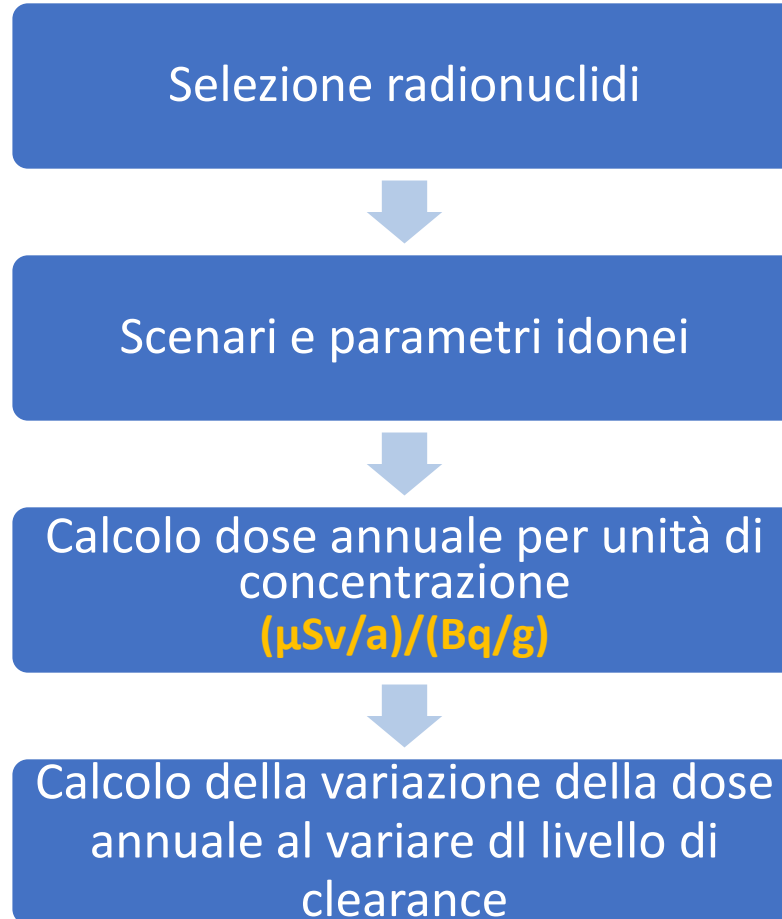 Selezione radionuclidi
Scenari e parametri idonei
Calcolo dose annuale per unità di
concentrazione
(μSv/a)/(Bq/g)
Calcolo della variazione della dose
annuale al variare dl livello di
clearance